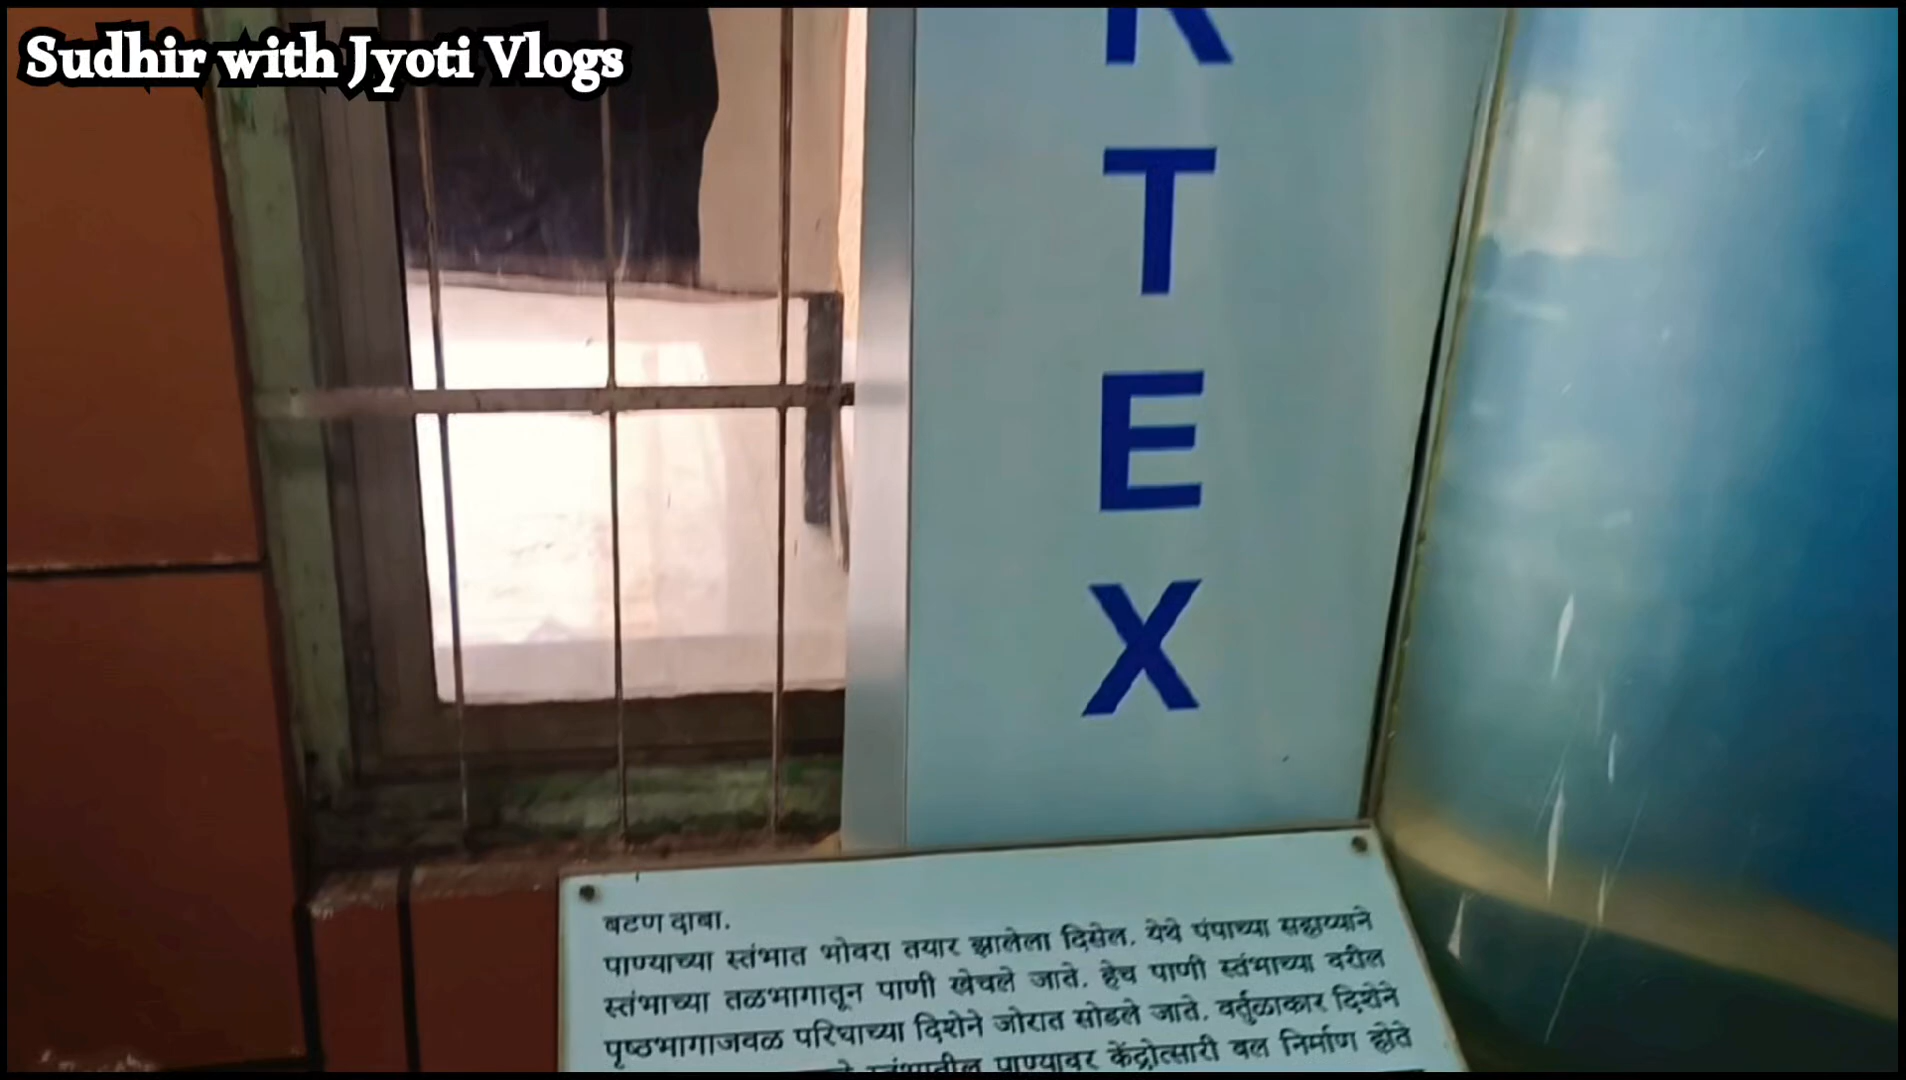 Sudhir with Jyoti Vlogs
T
E
X
बटण दाबा.
पाण्याच्या स्तंभात भोवरा तयार झालेला दिसेल. येथे पंपाच्या सहाय्याने
स्तंभाच्या तळभागातून पाणी खेचले जाते. हेच पाणी स्तंभाच्या वरील
पृष्ठभागाजवळ परिघाच्या दिशेने जोरात सोडले जाते. वर्तुळाकार दिशेने
पाण्यावर केंद्रोत्सारी बल निर्माण होते